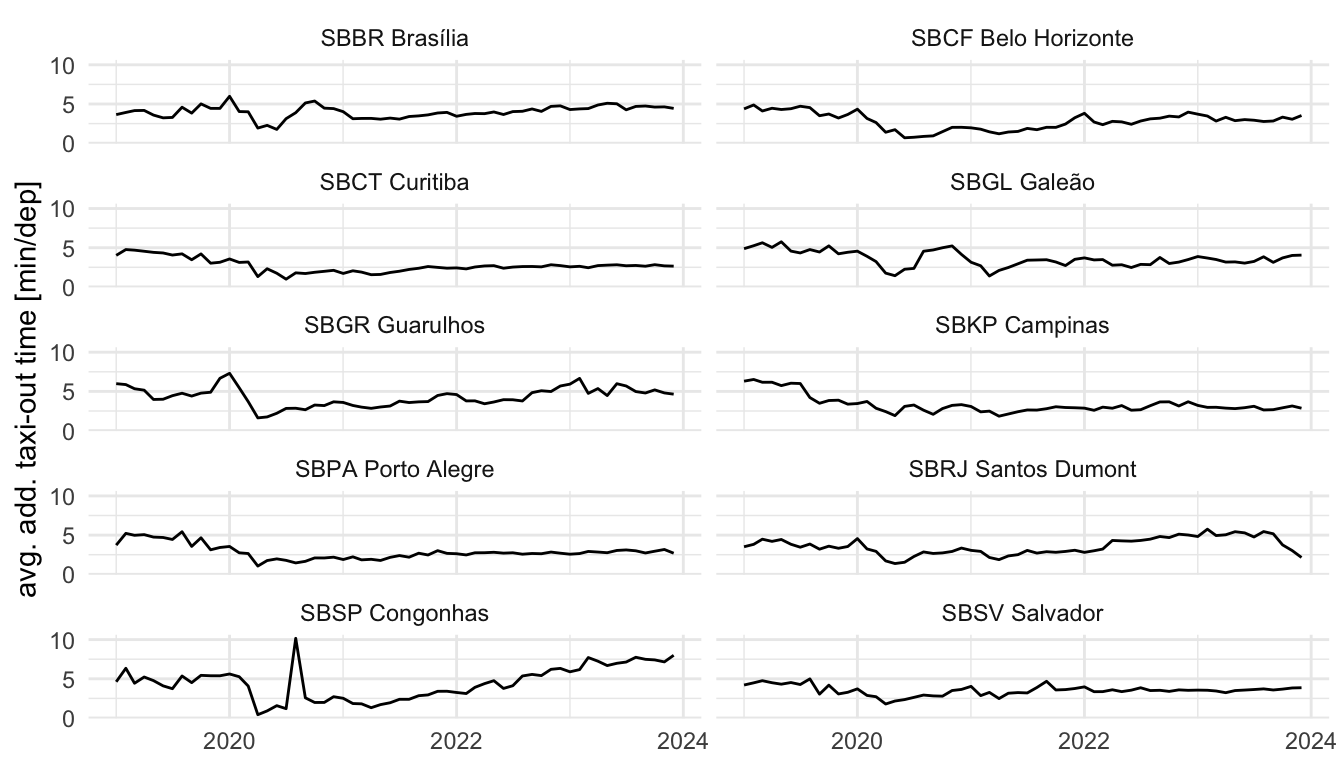 avg. add. taxi-out time [min/dep]
SBBR Brasília
SBCF Belo Horizonte
10
5
0
SBCT Curitiba
SBGL Galeão
10
5
0
SBGR Guarulhos
SBKP Campinas
10
5
0
SBPA Porto Alegre
SBRJ Santos Dumont
10
5
0
SBSP Congonhas
SBSV Salvador
10
5
0
2020 2022 2024
2020 2022 2024